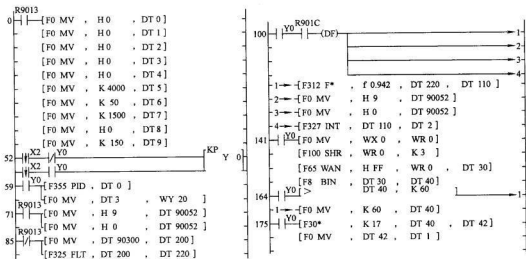 R9013
0 [F0 MV , H0 , DT 0]
[F0 MV , H0 , DT 1]
[F0 MV , H0 , DT 2]
[F0 MV , H0 , DT 3]
[F0 MV , H0 , DT 4]
[F0 MV , K 4000 , DT 5]
[F0 MV , K 50 , DT 6]
[F0 MV , K 1500 , DT 7]
[F0 MV , H0 , DT 8]
[F0 MV , K 150 , DT 9]
X2 Y0 KP
52 Y 0
X2 Y0
Y0
59 [F355 PID , DT 0]
[F0 MV , DT 3 , WY 20]
R9013
71 [F0 MV , H 9 , DT 90052]
[F0 MV , H 0 , DT 90052]
R9013
85 [F0 MV , DT 90300 , DT 200]
[F325 FLT , DT 200 , DT 220]
Y0 R901C
100 (DF) 1
2
3
4
1 [F312 F* , f 0.942 , DT 220 , DT 110]
2 [F0 MV , H 9 , DT 90052]
3 [F0 MV , H 0 , DT 90052]
4 [F327 INT , DT 110 , DT 2]
Y0
141 [F0 MV , WX 0 , WR 0]
[F100 SHR , WR 0 , K 3]
[F65 WAN , H FF , WR 0 , DT 30]
[F8 BIN , DT 30 , DT 40]
Y0 > DT 40 , K 60
164 1
1 [F0 MV , K 60 , DT 40]
Y0
175 [F30* , K 17 , DT 40 , DT 42]
[F0 MV , DT 42 , DT 1]